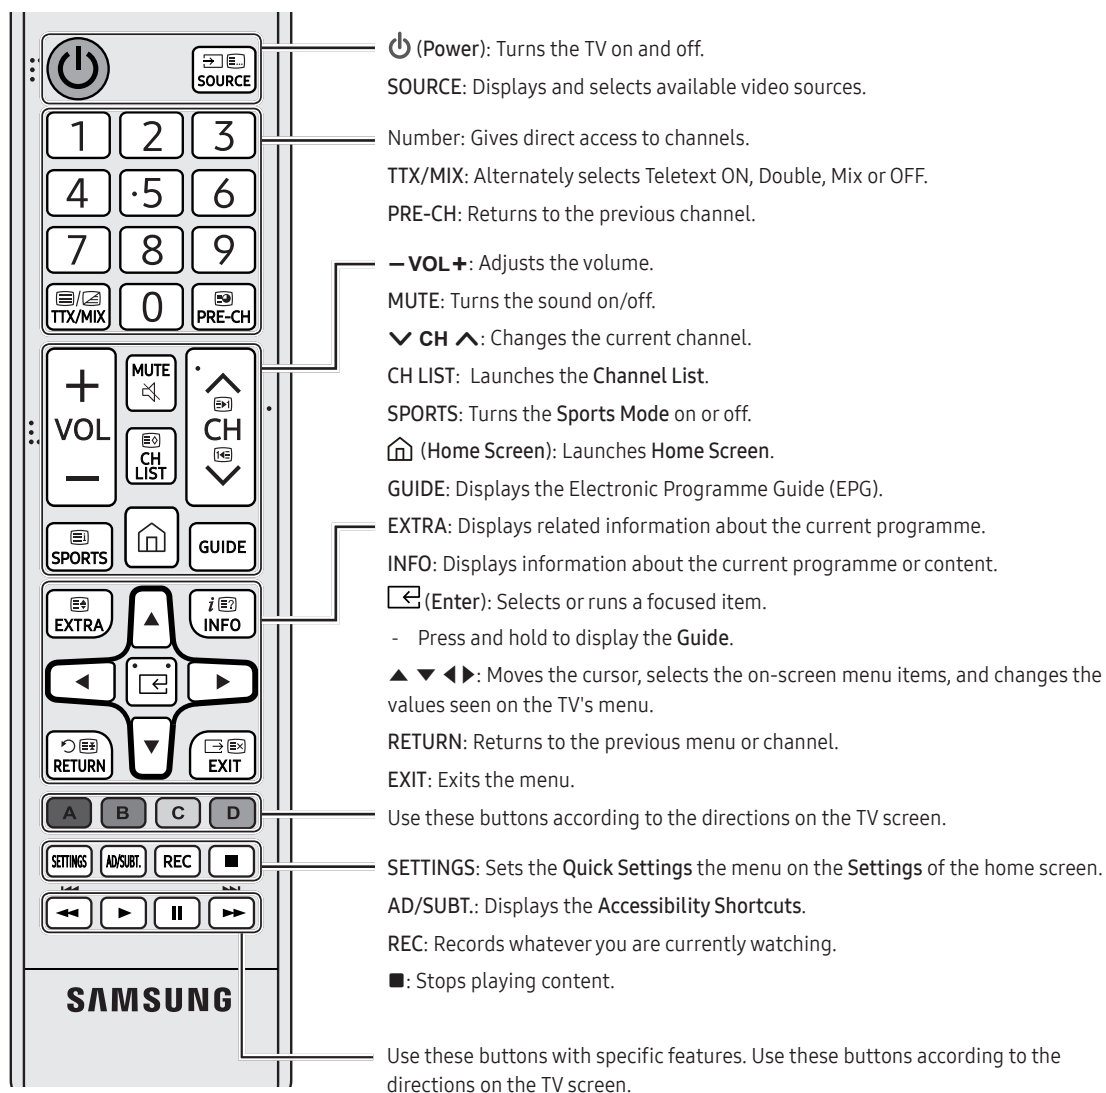 SOURCE
1 2 3
4 ·5 6
7 8 9
TTX/MIX 0 PRE-CH
+ VOL — MUTE CH LIST CH
SPORTS GUIDE
EXTRA INFO
RETURN EXIT
A B C D
SETTINGS AD/SUBT. REC
SAMSUNG
(Power): Turns the TV on and off.
SOURCE: Displays and selects available video sources.
Number: Gives direct access to channels.
TTX/MIX: Alternately selects Teletext ON, Double, Mix or OFF.
PRE-CH: Returns to the previous channel.
– VOL +: Adjusts the volume.
MUTE: Turns the sound on/off.
CH : Changes the current channel.
CH LIST: Launches the Channel List.
SPORTS: Turns the Sports Mode on or off.
(Home Screen): Launches Home Screen.
GUIDE: Displays the Electronic Programme Guide (EPG).
EXTRA: Displays related information about the current programme.
INFO: Displays information about the current programme or content.
(Enter): Selects or runs a focused item.
- Press and hold to display the Guide.
▲ ▼ ◀ ▶: Moves the cursor, selects the on-screen menu items, and changes the
values seen on the TV's menu.
RETURN: Returns to the previous menu or channel.
EXIT: Exits the menu.
Use these buttons according to the directions on the TV screen.
SETTINGS: Sets the Quick Settings the menu on the Settings of the home screen.
AD/SUBT.: Displays the Accessibility Shortcuts.
REC: Records whatever you are currently watching.
■: Stops playing content.
Use these buttons with specific features. Use these buttons according to the
directions on the TV screen.